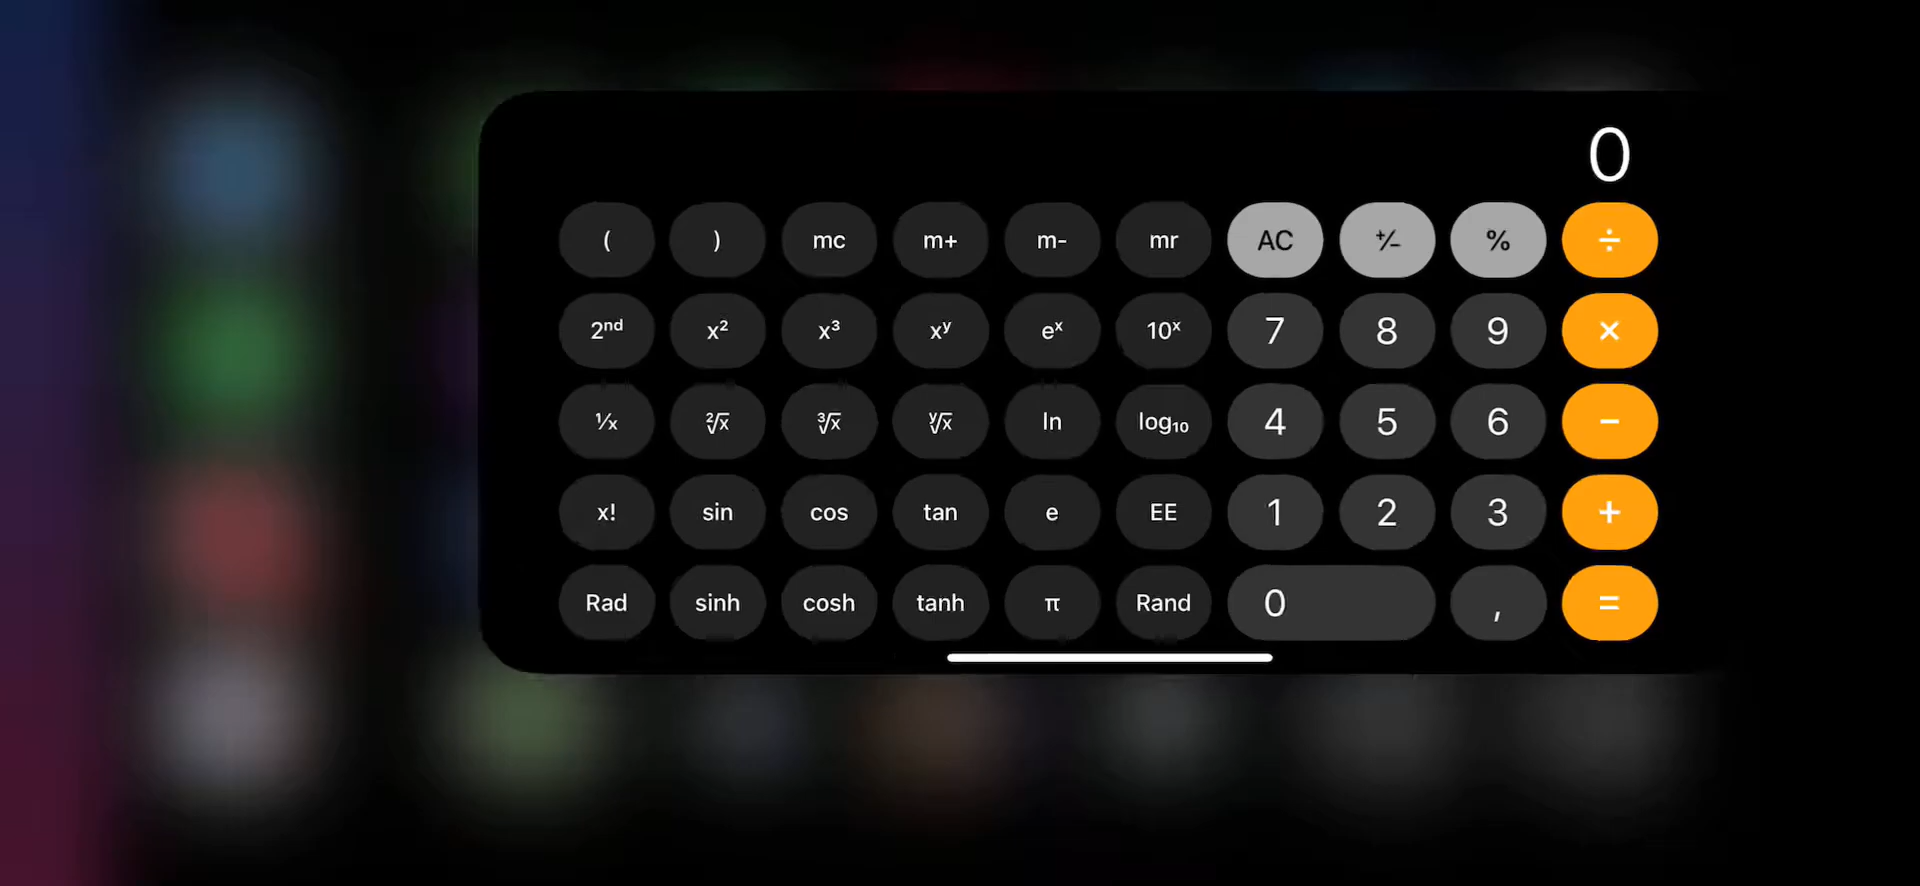 0
( ) mc m+ m- mr AC ⁺∕₋ % ÷
2ⁿᵈ x² x³ xʸ eˣ 10ˣ 7 8 9 ×
¹∕x ²√x ³√x ʸ√x ln log₁₀ 4 5 6 −
x! sin cos tan e EE 1 2 3 +
Rad sinh cosh tanh π Rand 0 , =